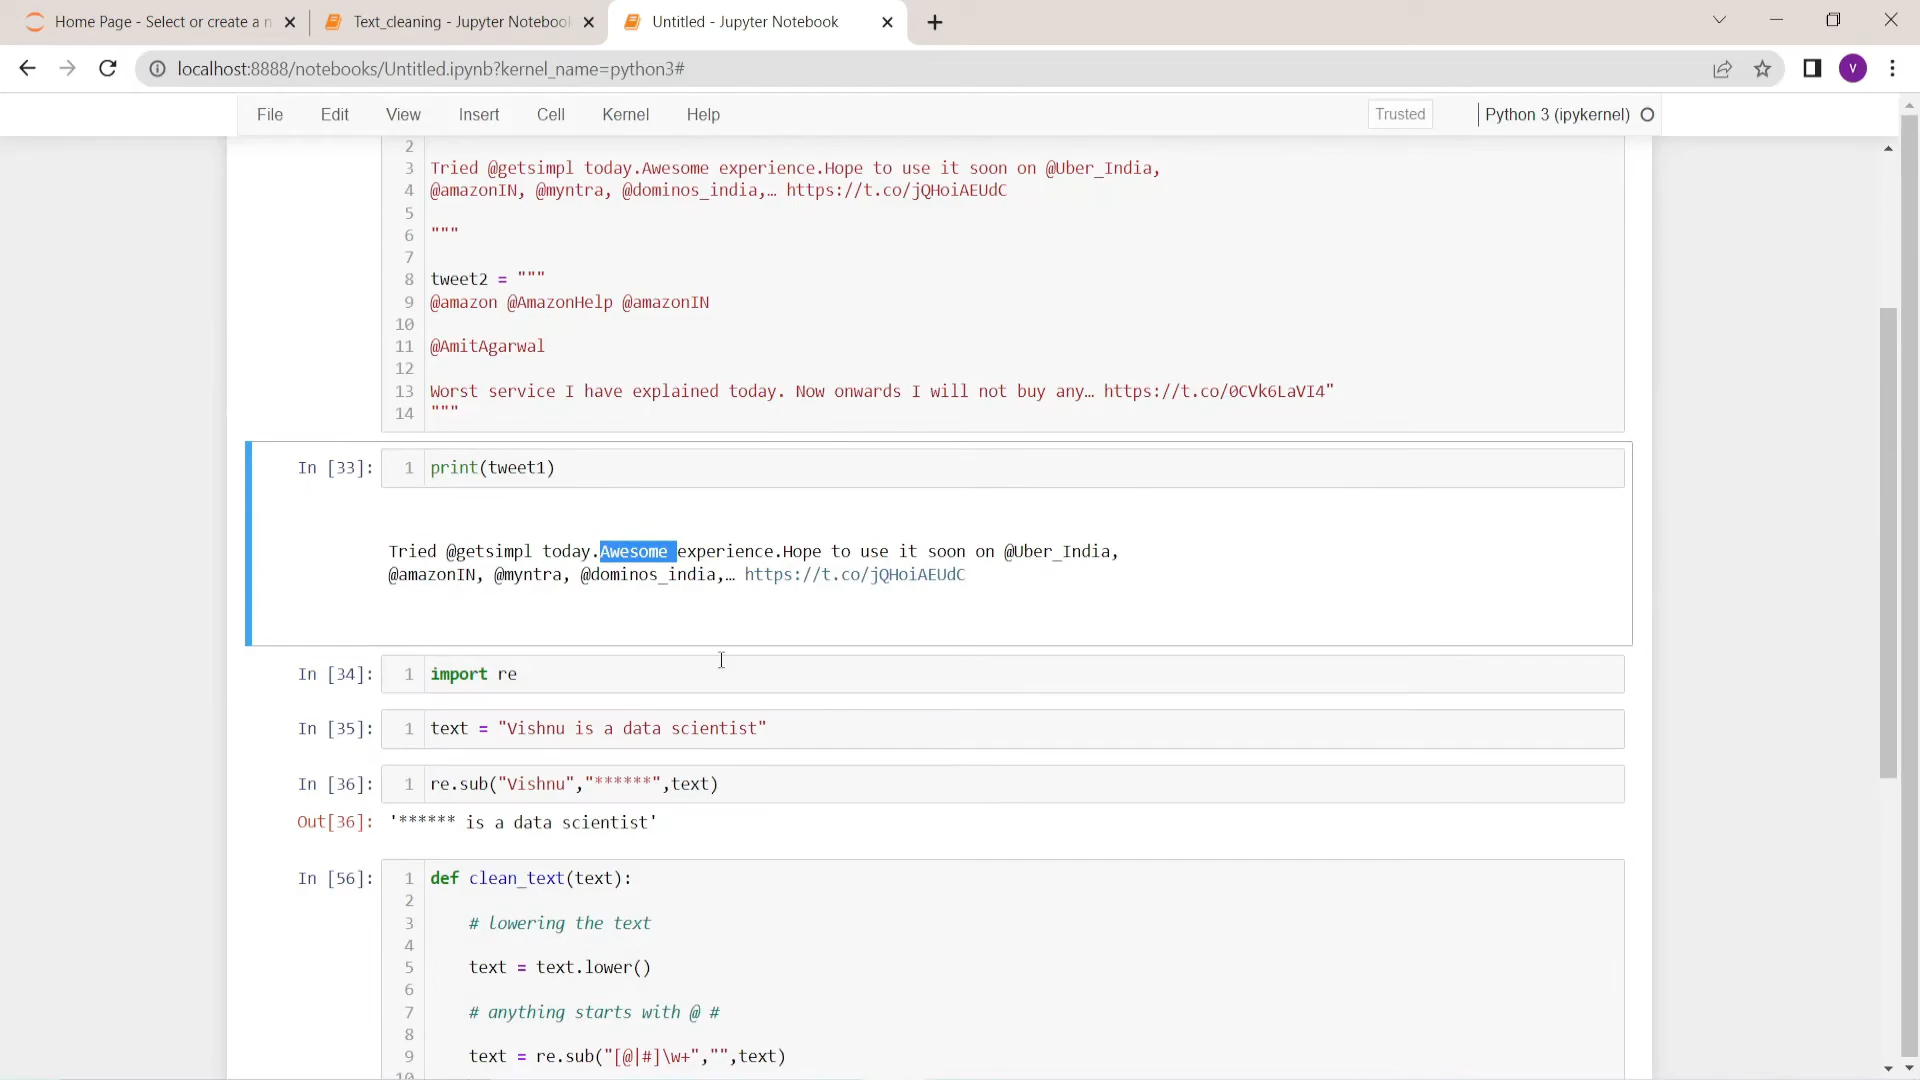 Home Page - Select or create a n
Text_cleaning - Jupyter Notebook
Untitled - Jupyter Notebook
localhost:8888/notebooks/Untitled.ipynb?kernel_name=python3#
V
File Edit View Insert Cell Kernel Help
Trusted
Python 3 (ipykernel)
2
3 Tried @getsimpl today.Awesome experience.Hope to use it soon on @Uber_India,
4 @amazonIN, @myntra, @dominos_india,… https://t.co/jQHoiAEUdC
5
6 """
7
8 tweet2 = """
9 @amazon @AmazonHelp @amazonIN
10
11 @AmitAgarwal
12
13 Worst service I have explained today. Now onwards I will not buy any… https://t.co/0CVk6LaVI4"
14 """
In [33]: 1 print(tweet1)
Tried @getsimpl today.Awesome experience.Hope to use it soon on @Uber_India,
@amazonIN, @myntra, @dominos_india,… https://t.co/jQHoiAEUdC
In [34]: 1 import re
In [35]: 1 text = "Vishnu is a data scientist"
In [36]: 1 re.sub("Vishnu","******",text)
Out[36]: '****** is a data scientist'
In [56]: 1 def clean_text(text):
2
3 # lowering the text
4
5 text = text.lower()
6
7 # anything starts with @ #
8
9 text = re.sub("[@|#]\w+","",text)
10